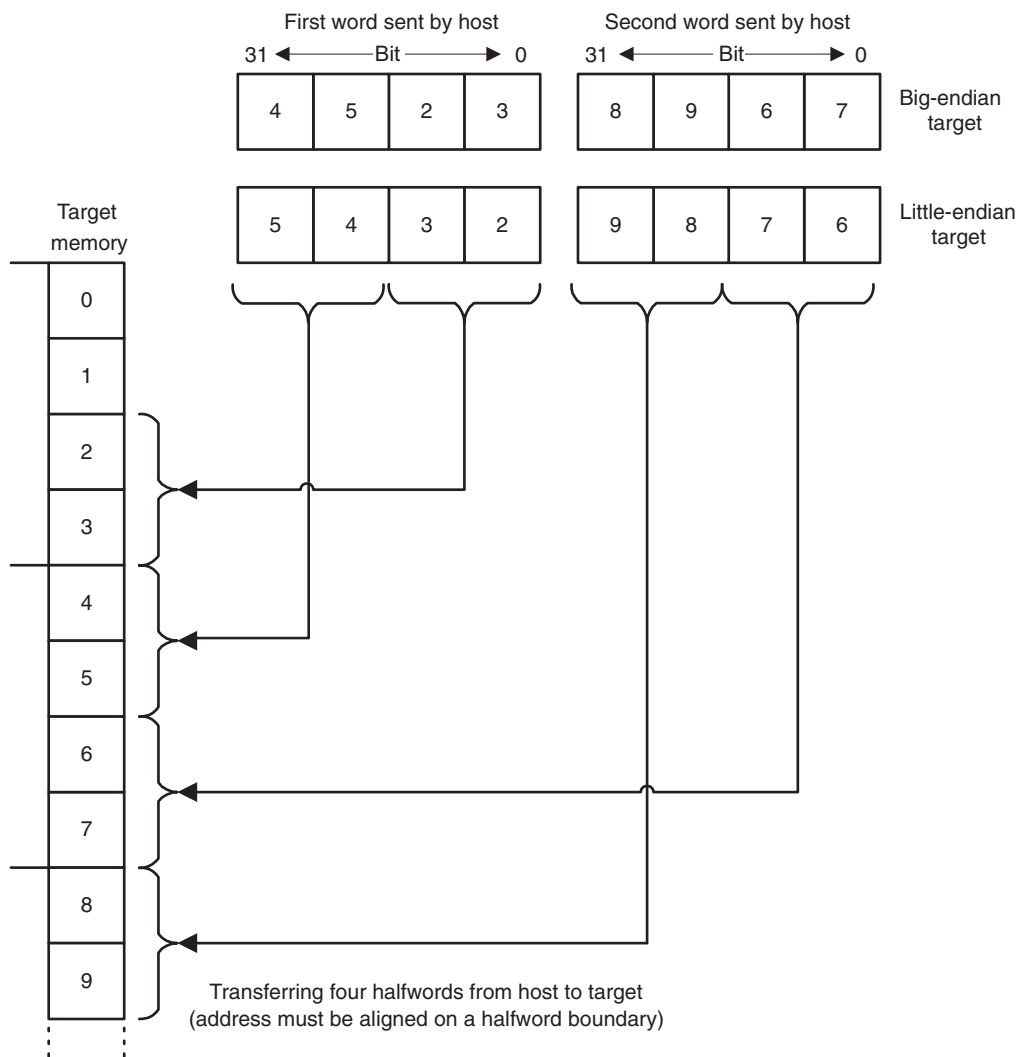 First word sent by host
Second word sent by host
31 Bit 0
31 Bit 0
4 5 2 3
8 9 6 7
Big-endian
target
5 4 3 2
9 8 7 6
Little-endian
target
Target
memory
0
1
2
3
4
5
6
7
8
9
Transferring four halfwords from host to target
(address must be aligned on a halfword boundary)